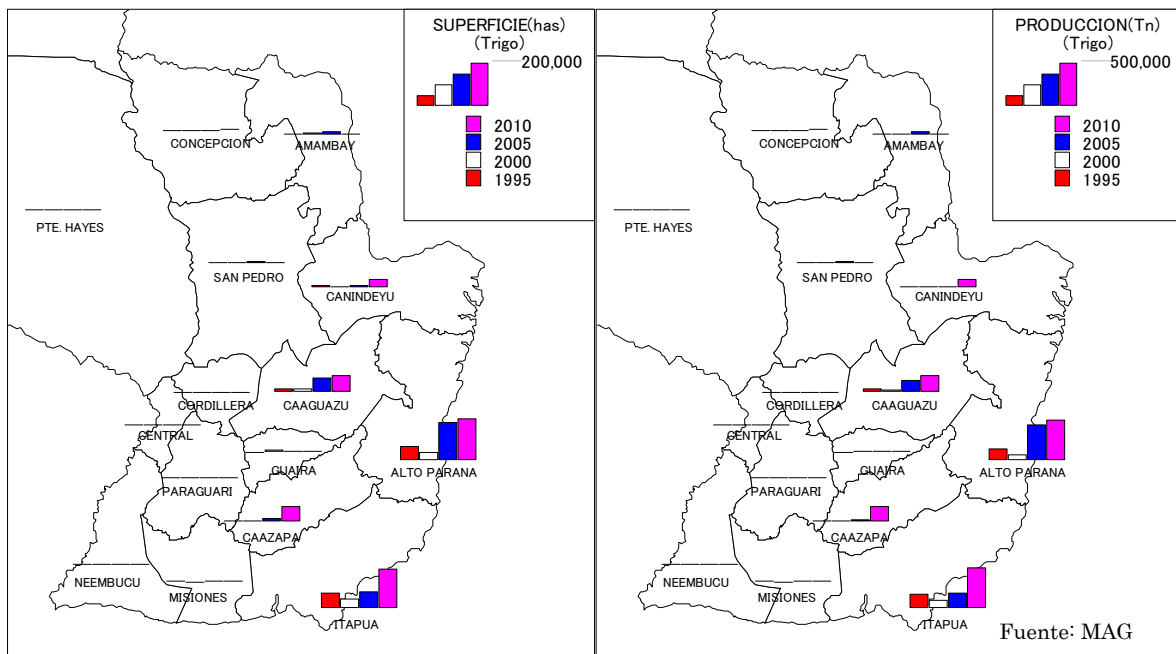 SUPERFICIE(has)
(Trigo)
200,000
2010
2005
2000
1995
CONCEPCION
AMAMBAY
PTE. HAYES
SAN PEDRO
CANINDEYU
CORDILLERA
CAAGUAZU
CENTRAL
GUAIRA
ALTO PARANA
PARAGUARI
CAAZAPA
NEEMBUCU
MISIONES
ITAPUA
PRODUCCION(Tn)
(Trigo)
500,000
2010
2005
2000
1995
CONCEPCION
AMAMBAY
PTE. HAYES
SAN PEDRO
CANINDEYU
CORDILLERA
CAAGUAZU
CENTRAL
GUAIRA
ALTO PARANA
PARAGUARI
CAAZAPA
NEEMBUCU
MISIONES
ITAPUA
Fuente: MAG